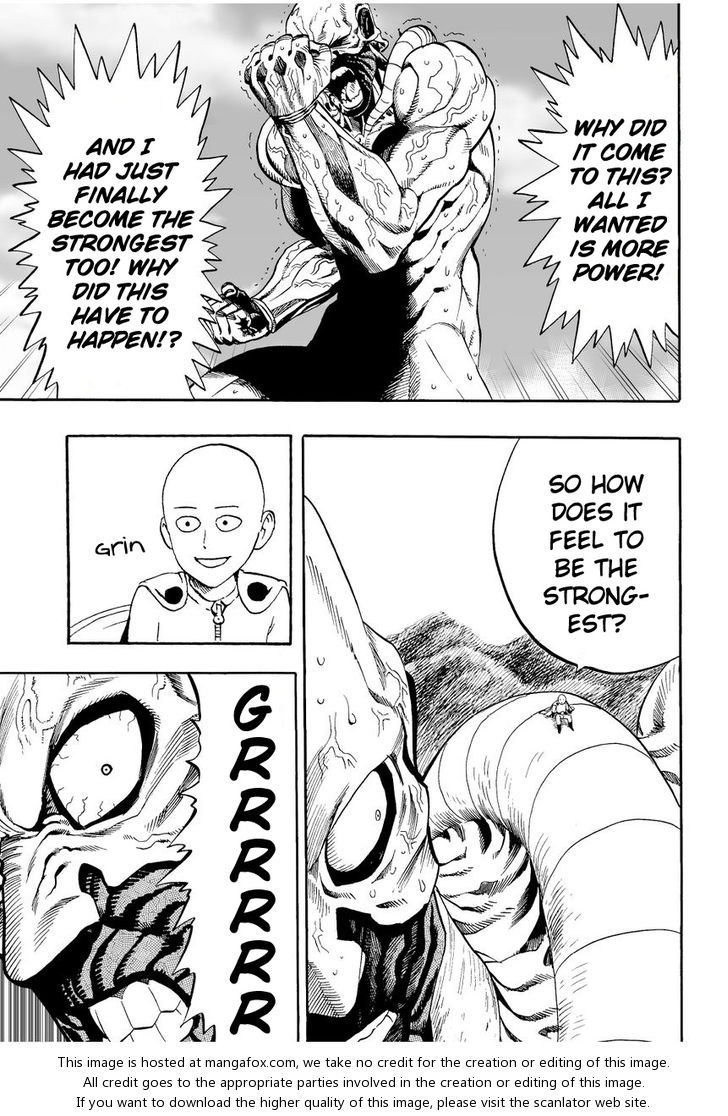 WHY DID
IT COME
TO THIS?
ALL I
WANTED
IS MORE
POWER!
AND I
HAD JUST
FINALLY
BECOME THE
STRONGEST
TOO! WHY
DID THIS
HAVE TO
HAPPEN!?
SO HOW
DOES IT
FEEL TO
BE THE
STRONG-
EST?
Grin
GRRRRRRR
This image is hosted at mangafox.com, we take no credit for the creation or editing of this image.
All credit goes to the appropriate parties involved in the creation or editing of this image.
If you want to download the higher quality of this image, please visit the scanlator web site.